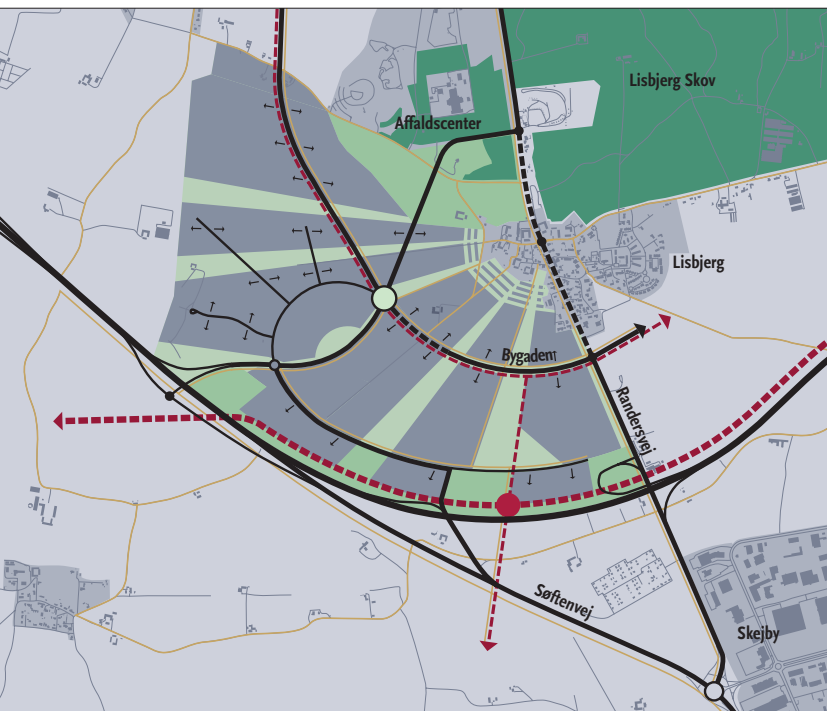 Lisbjerg Skov
Affaldscenter
Lisbjerg
Bygaden
Randersvej
Søftenvej
Skejby